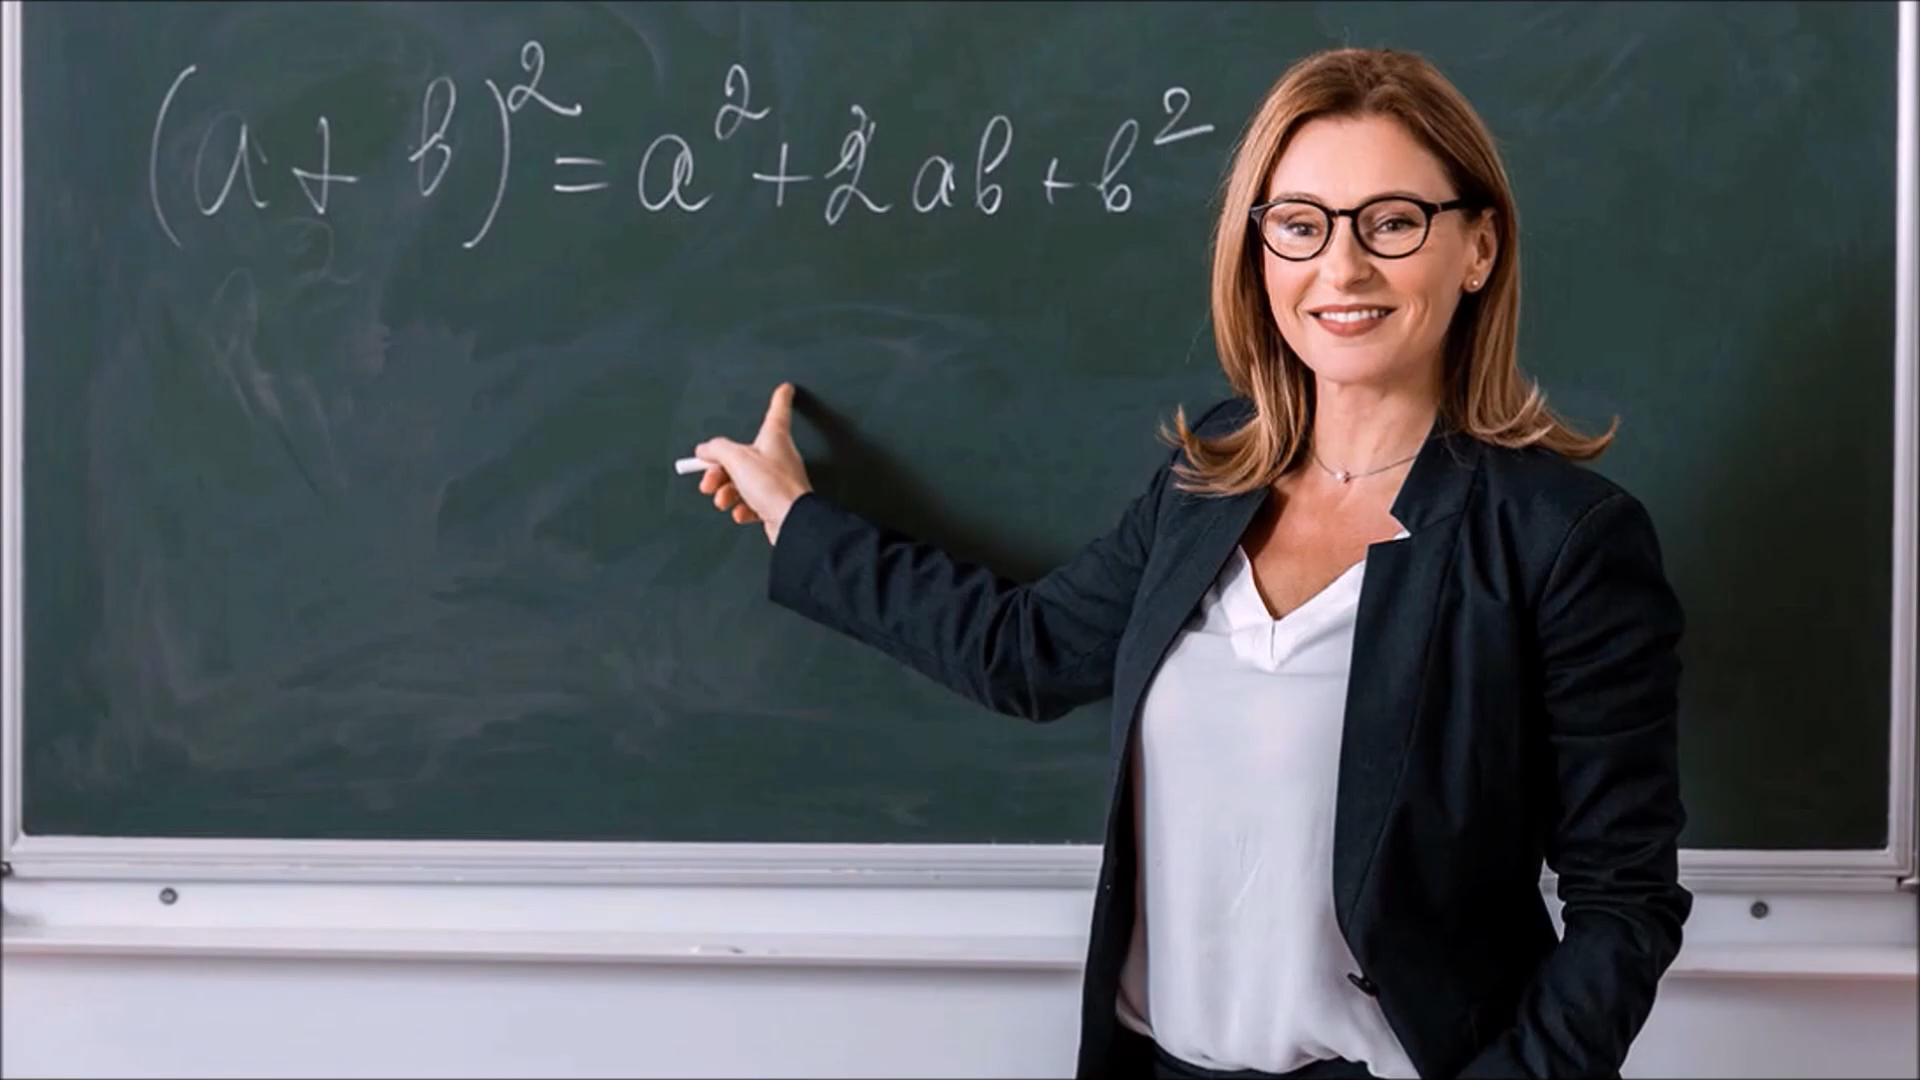 (a + b)² = a² + 2ab + b²